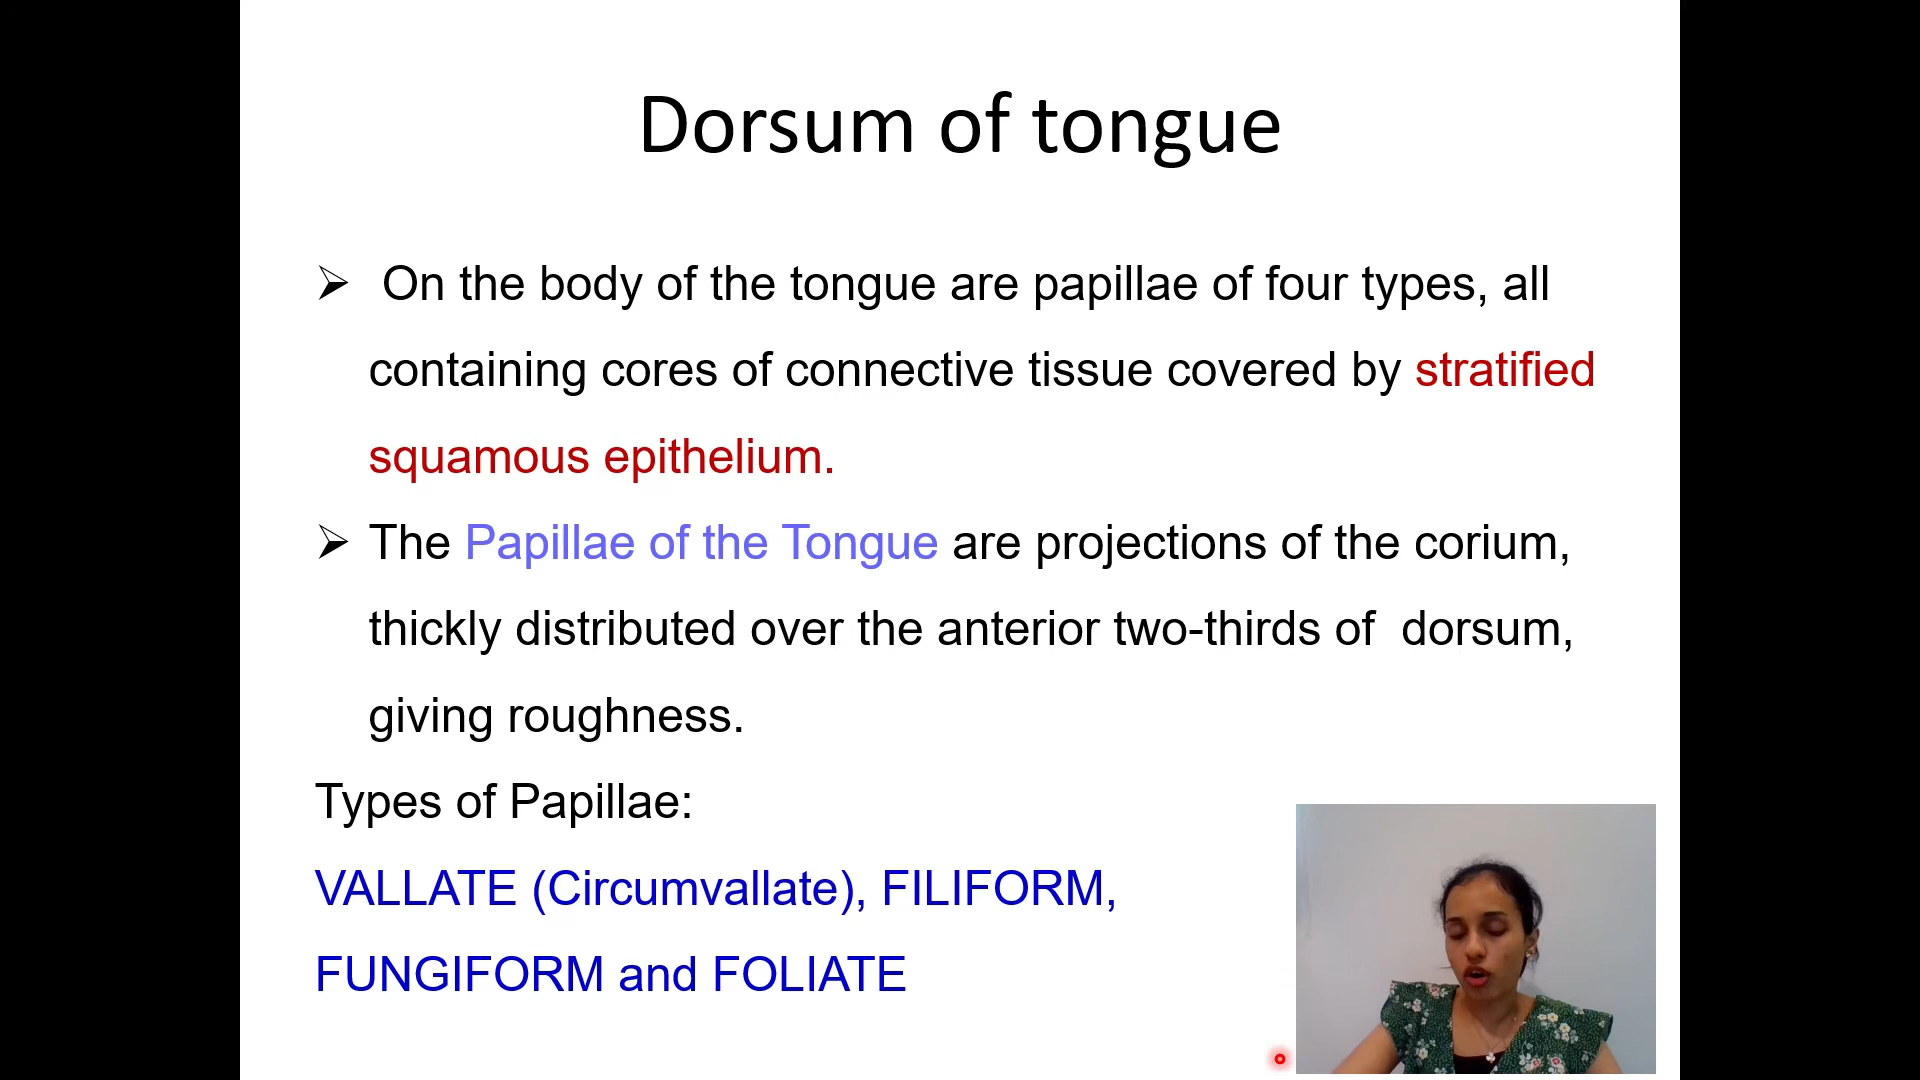 Dorsum of tongue
➢ On the body of the tongue are papillae of four types, all
containing cores of connective tissue covered by stratified
squamous epithelium.
➢ The Papillae of the Tongue are projections of the corium,
thickly distributed over the anterior two-thirds of dorsum,
giving roughness.
Types of Papillae:
VALLATE (Circumvallate), FILIFORM,
FUNGIFORM and FOLIATE